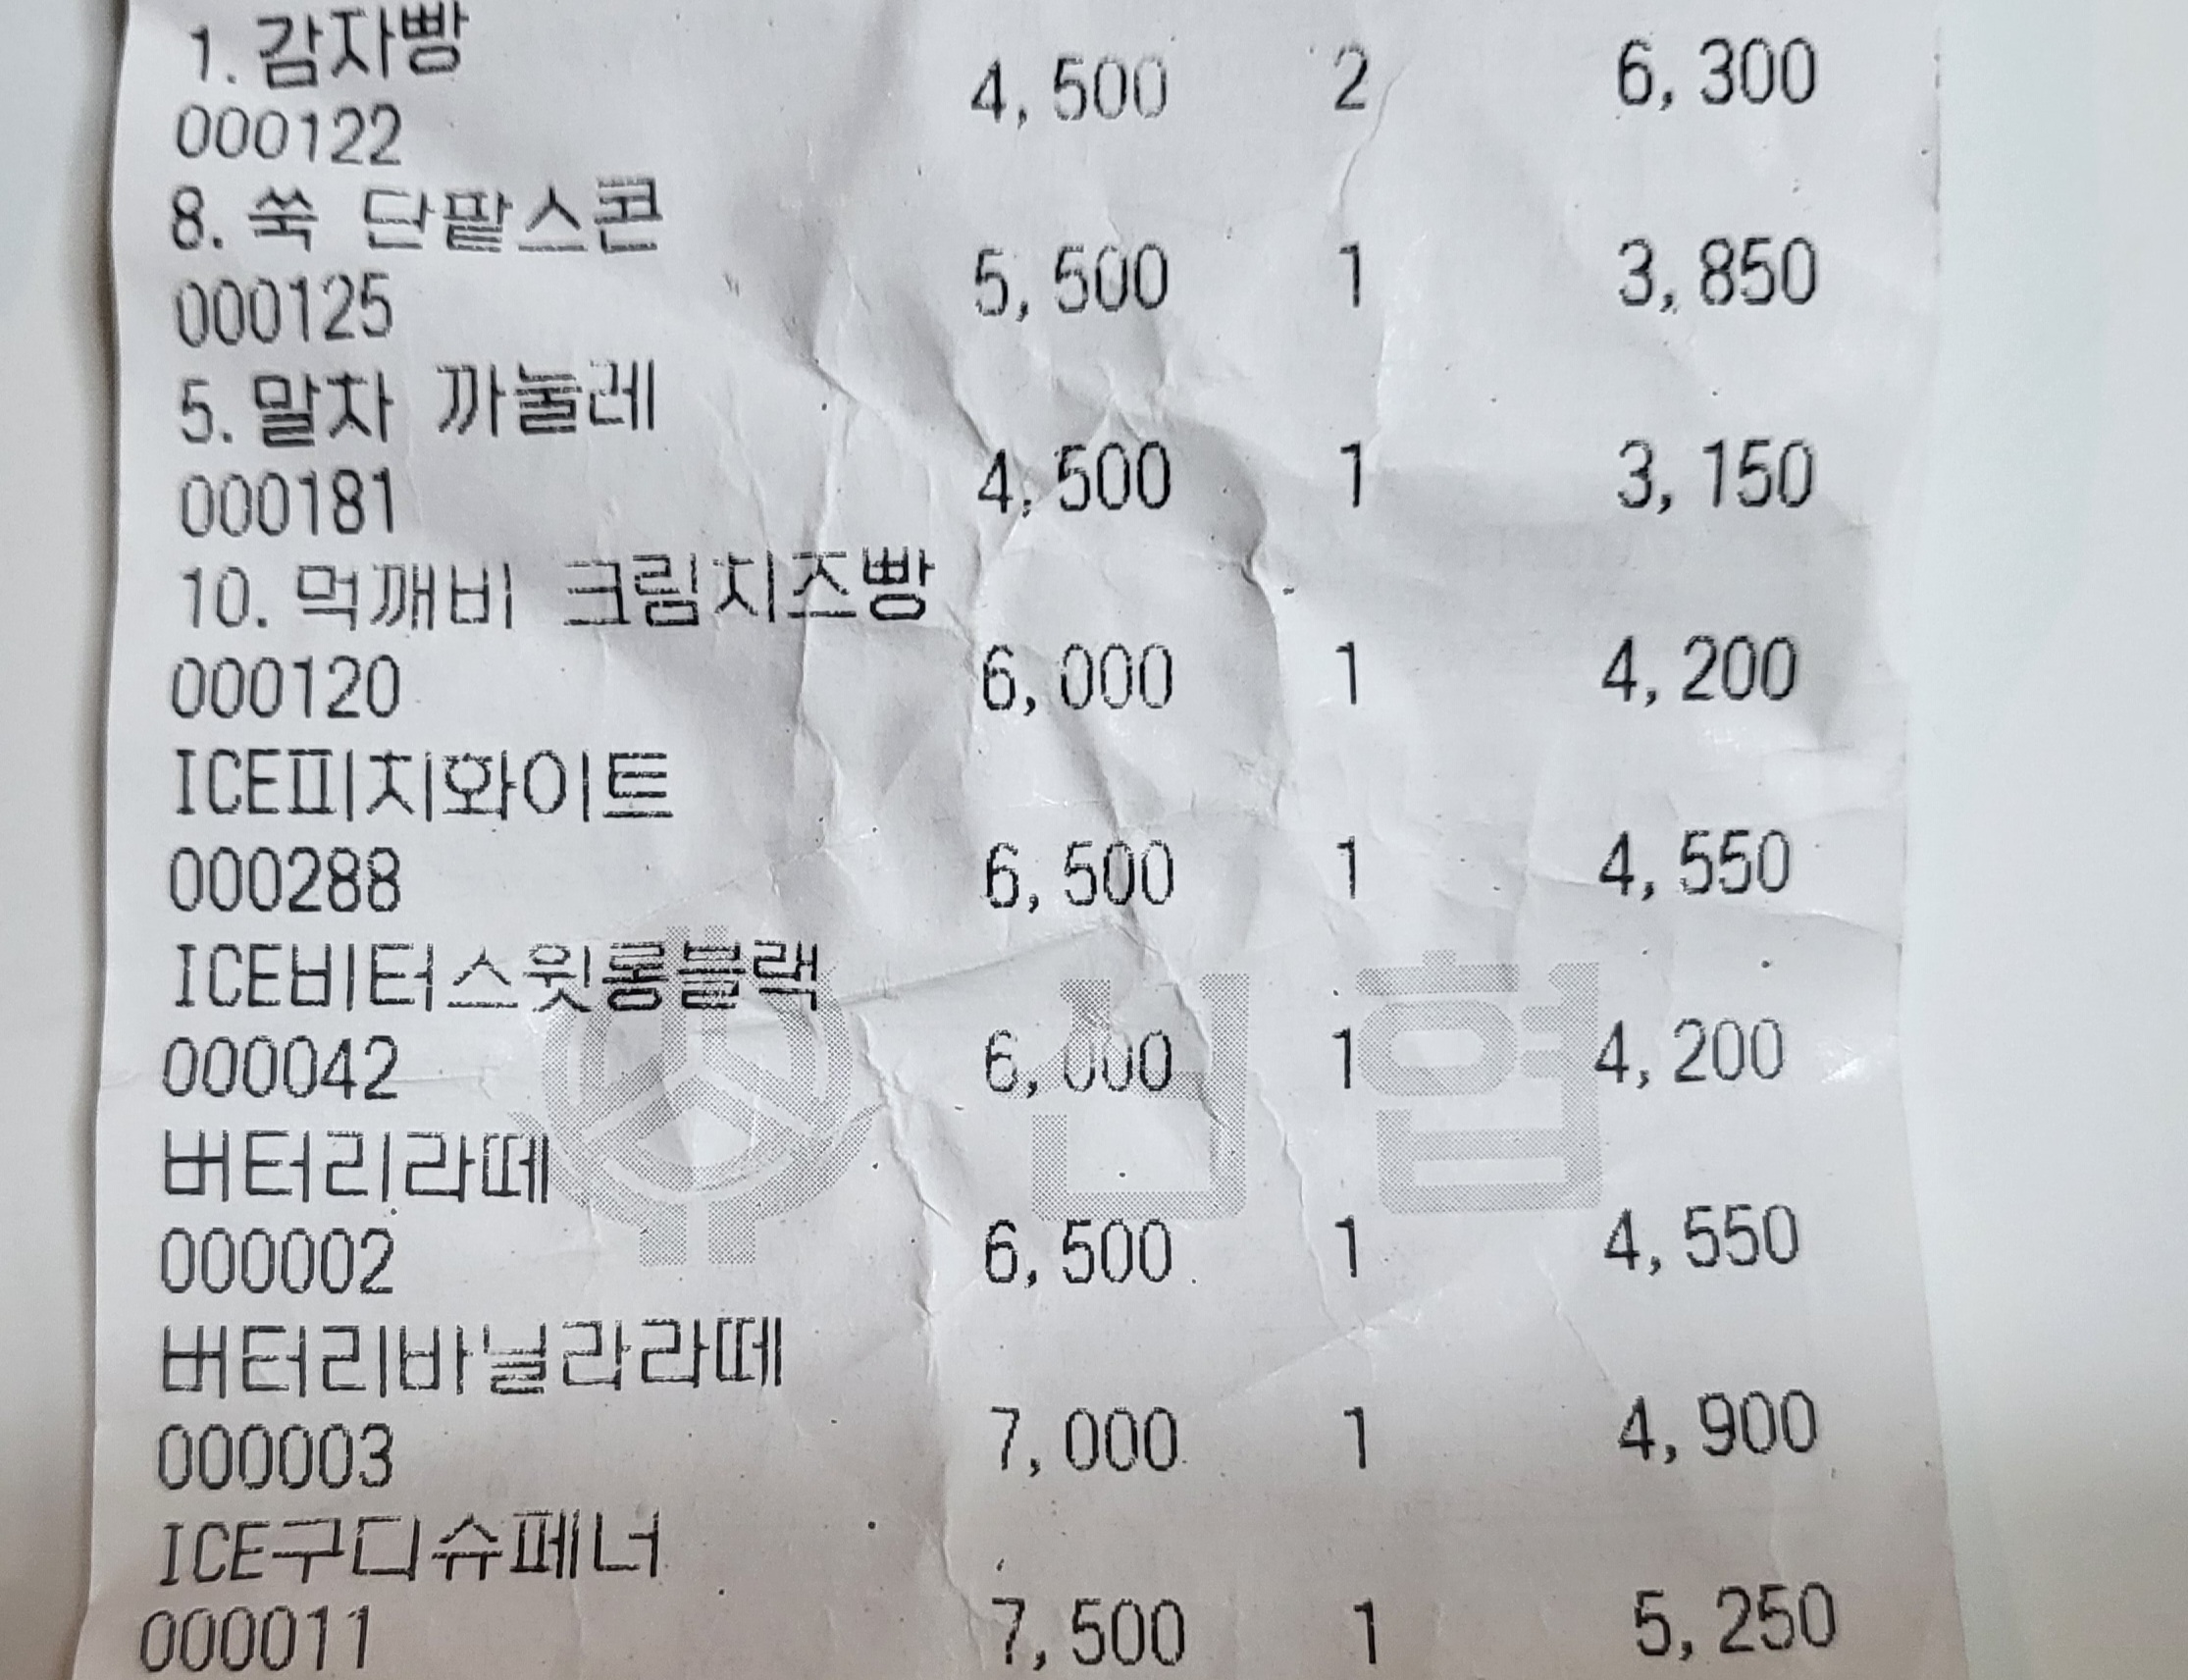 1.감자빵
000122 4,500 2 6,300
8.쑥 단팥스콘
000125 5,500 1 3,850
5.말차 까눌레
000181 4,500 1 3,150
10.먹깨비 크림치즈빵
000120 6,000 1 4,200
ICE피치화이트
000288 6,500 1 4,550
ICE비터스윗롱블랙
신협
000042 6,000 1 4,200
버터리라떼
000002 6,500 1 4,550
버터리바닐라라떼
000003 7,000 1 4,900
ICE구디슈페너
000011 7,500 1 5,250